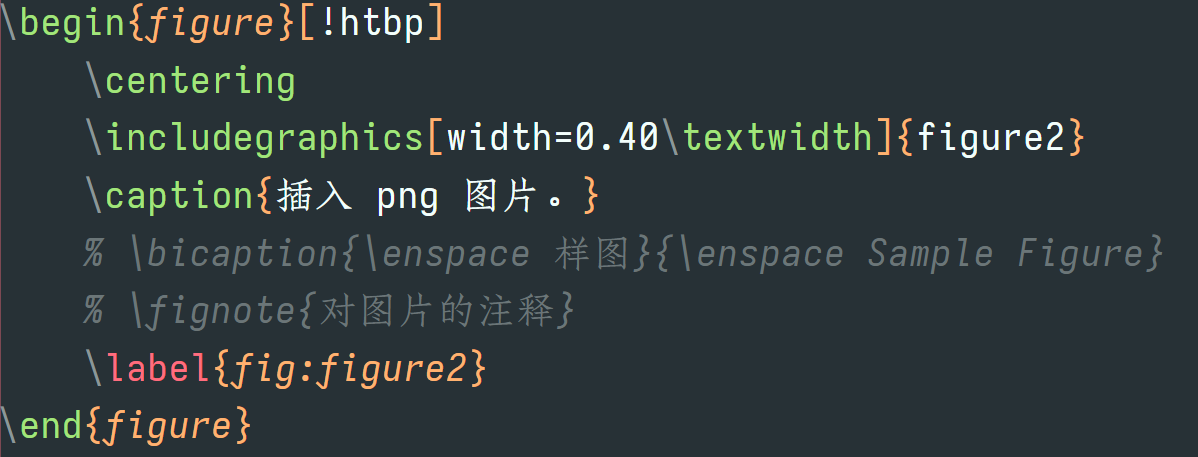 \begin{figure}[!htbp]
    \centering
    \includegraphics[width=0.40\textwidth]{figure2}
    \caption{插入 png 图片。}
    % \bicaption{\enspace 样图}{\enspace Sample Figure}
    % \fignote{对图片的注释}
    \label{fig:figure2}
\end{figure}